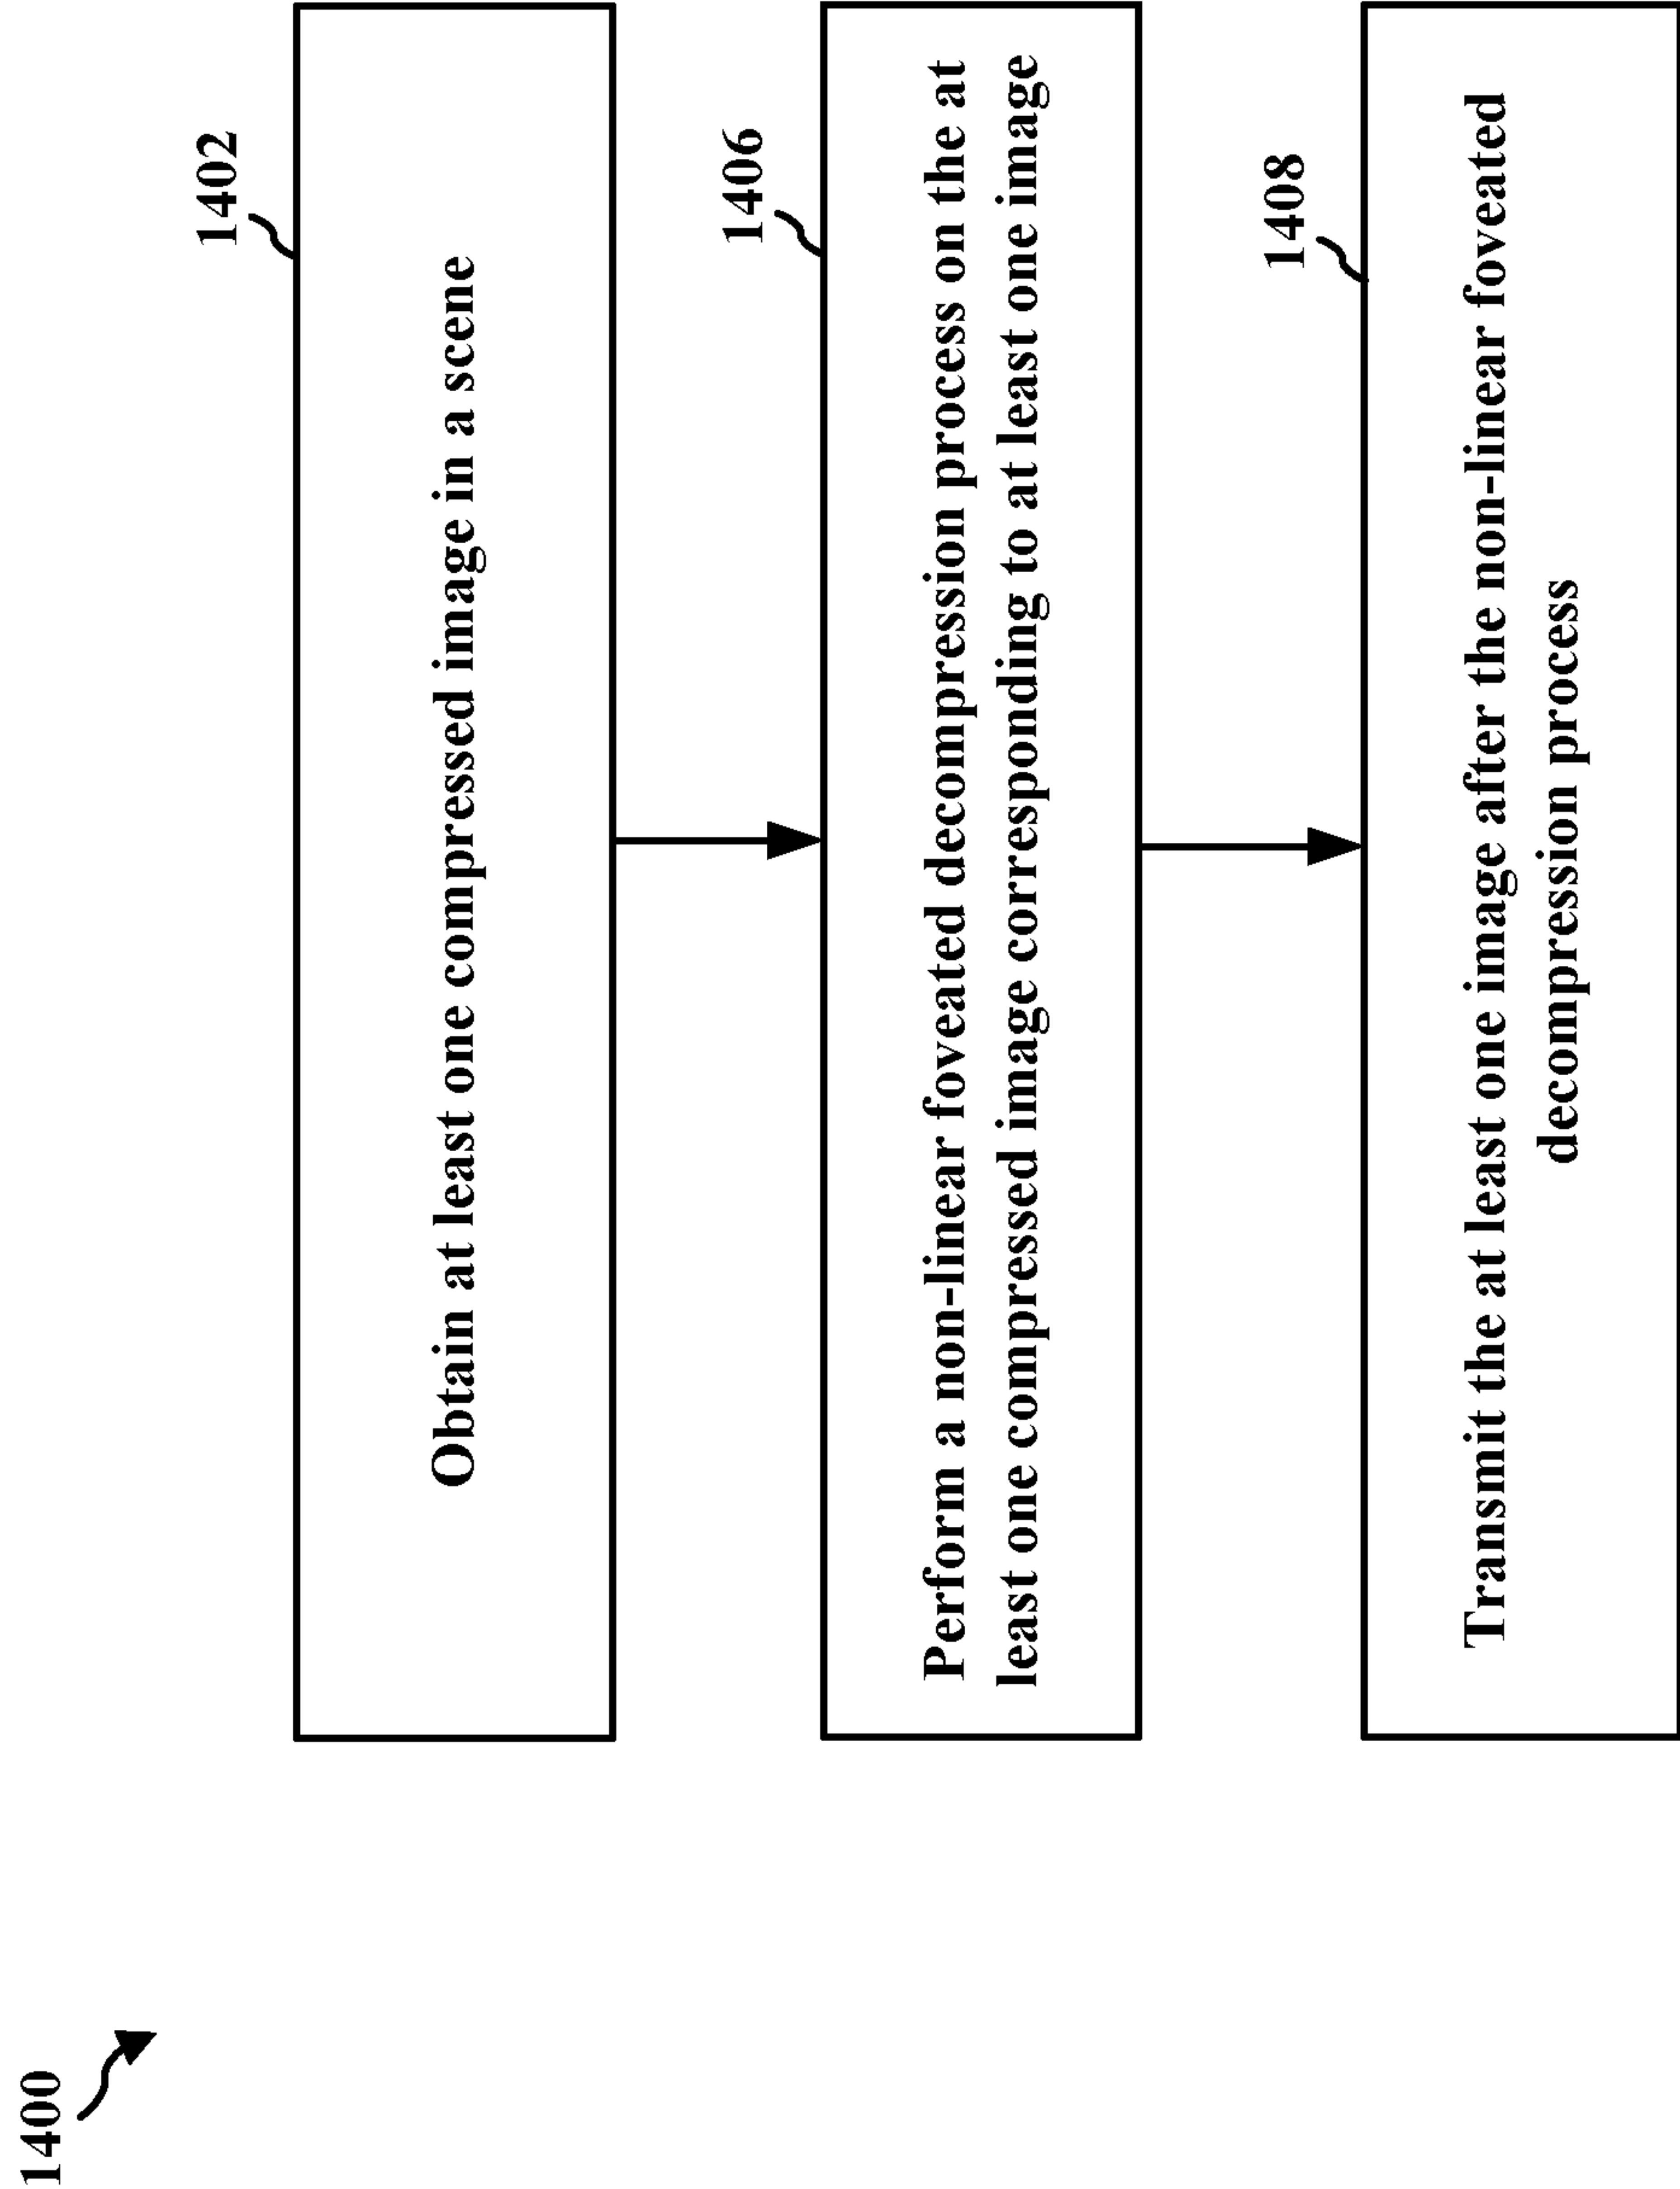 1400
1402
Obtain at least one compressed image in a scene
1406
Perform a non-linear foveated decompression process on the at
least one compressed image corresponding to at least one image
1408
Transmit the at least one image after the non-linear foveated
decompression process